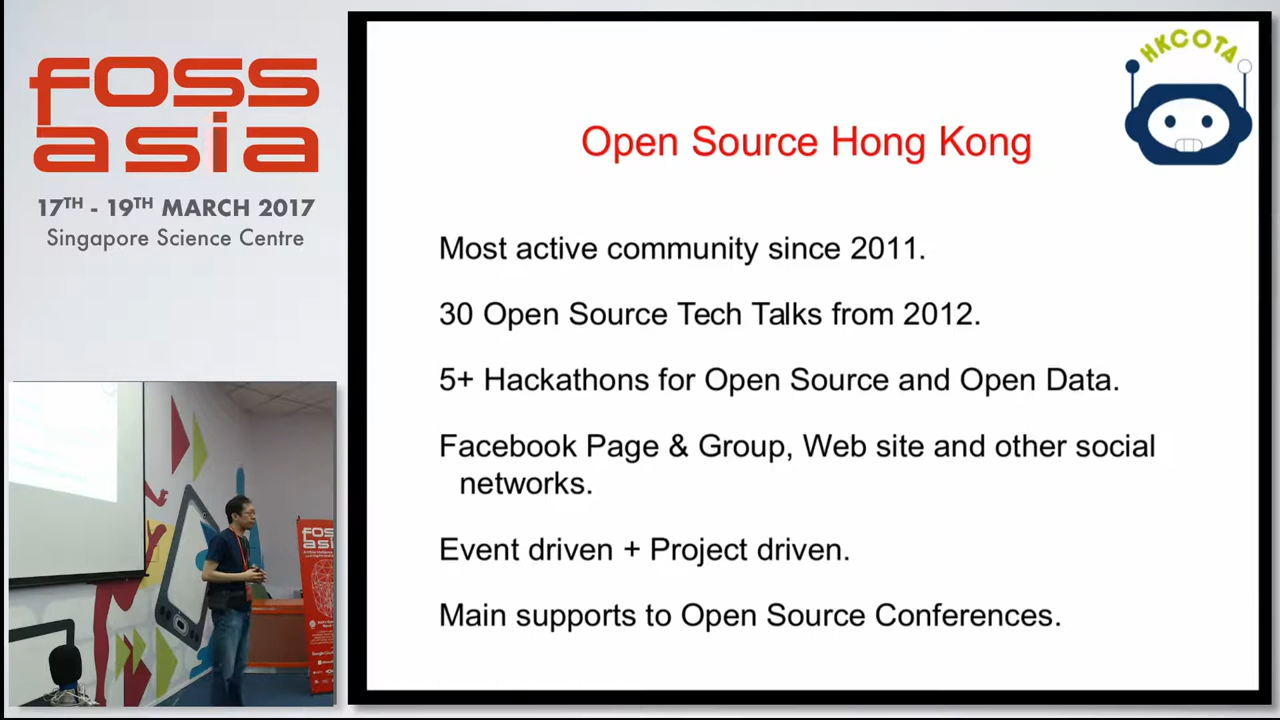 foss
asia
17TH - 19TH MARCH 2017
Singapore Science Centre
HKCOTA
Open Source Hong Kong
Most active community since 2011.
30 Open Source Tech Talks from 2012.
5+ Hackathons for Open Source and Open Data.
Facebook Page & Group, Web site and other social
networks.
Event driven + Project driven.
Main supports to Open Source Conferences.
FOSS